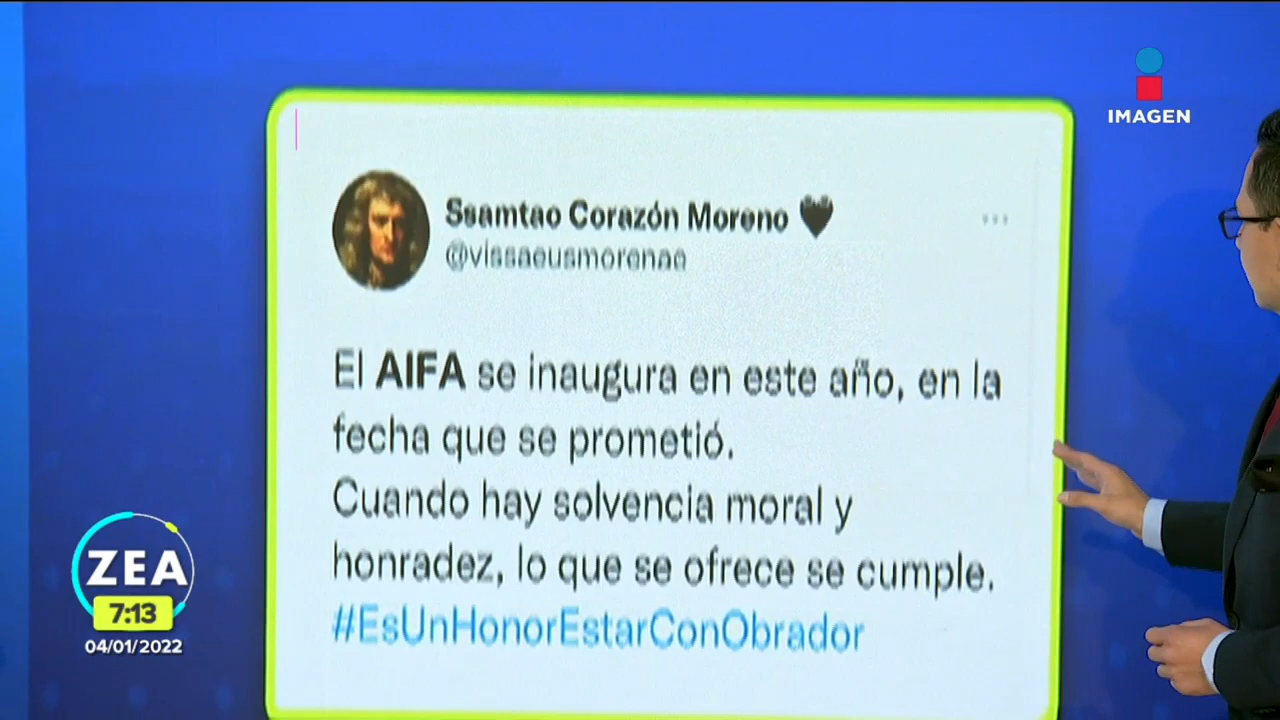 IMAGEN
Ssamtao Corazón Moreno 🖤
@vissaeusmorenae
El AIFA se inaugura en este año, en la
fecha que se prometió.
Cuando hay solvencia moral y
honradez, lo que se ofrece se cumple.
#EsUnHonorEstarConObrador
ZEA
7:13
04/01/2022